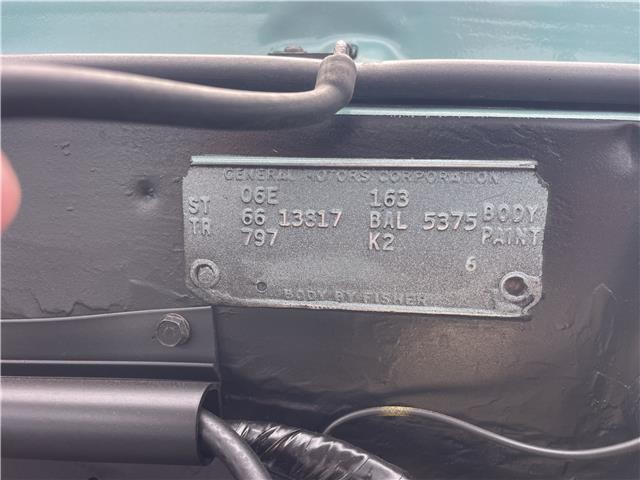 GENERAL MOTORS CORPORATION
06E 163
ST 66 13817 BAL 5375 BODY
TR 797 K2 PAINT
6
BODY BY FISHER